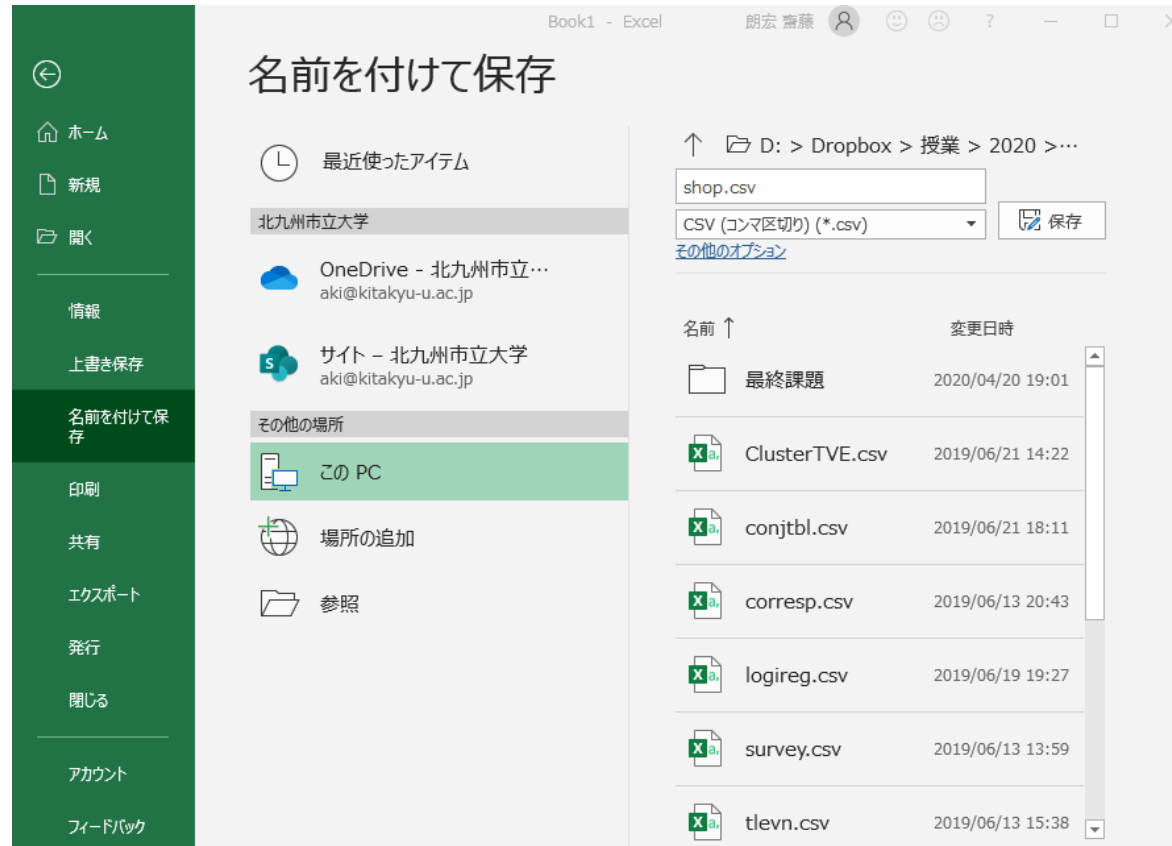 Book1 - Excel
朗宏 齋藤
?
名前を付けて保存
ホーム
新規
開く
情報
上書き保存
名前を付けて保
存
印刷
共有
エクスポート
発行
閉じる
アカウント
フィードバック
最近使ったアイテム
北九州市立大学
OneDrive - 北九州市立…
aki@kitakyu-u.ac.jp
サイト – 北九州市立大学
aki@kitakyu-u.ac.jp
その他の場所
この PC
場所の追加
参照
D: > Dropbox > 授業 > 2020 >…
shop.csv
CSV (コンマ区切り) (*.csv)
保存
その他のオプション
名前↑ 変更日時
最終課題 2020/04/20 19:01
ClusterTVE.csv 2019/06/21 14:22
conjtbl.csv 2019/06/21 18:11
corresp.csv 2019/06/13 20:43
logireg.csv 2019/06/19 19:27
survey.csv 2019/06/13 13:59
tlevn.csv 2019/06/13 15:38